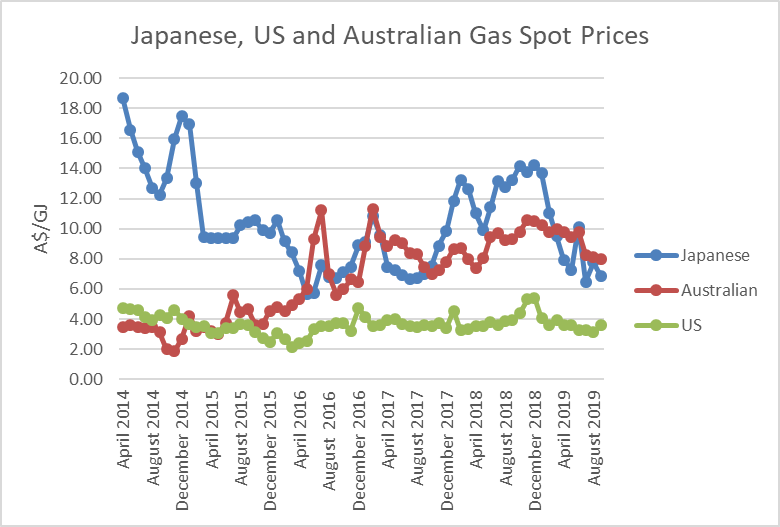 Japanese, US and Australian Gas Spot Prices
20.00
18.00
16.00
14.00
12.00
10.00
8.00
6.00
4.00
2.00
0.00
A$/GJ
April 2014
August 2014
December 2014
April 2015
August 2015
December 2015
April 2016
August 2016
December 2016
April 2017
August 2017
December 2017
April 2018
August 2018
December 2018
April 2019
August 2019
Japanese
Australian
US